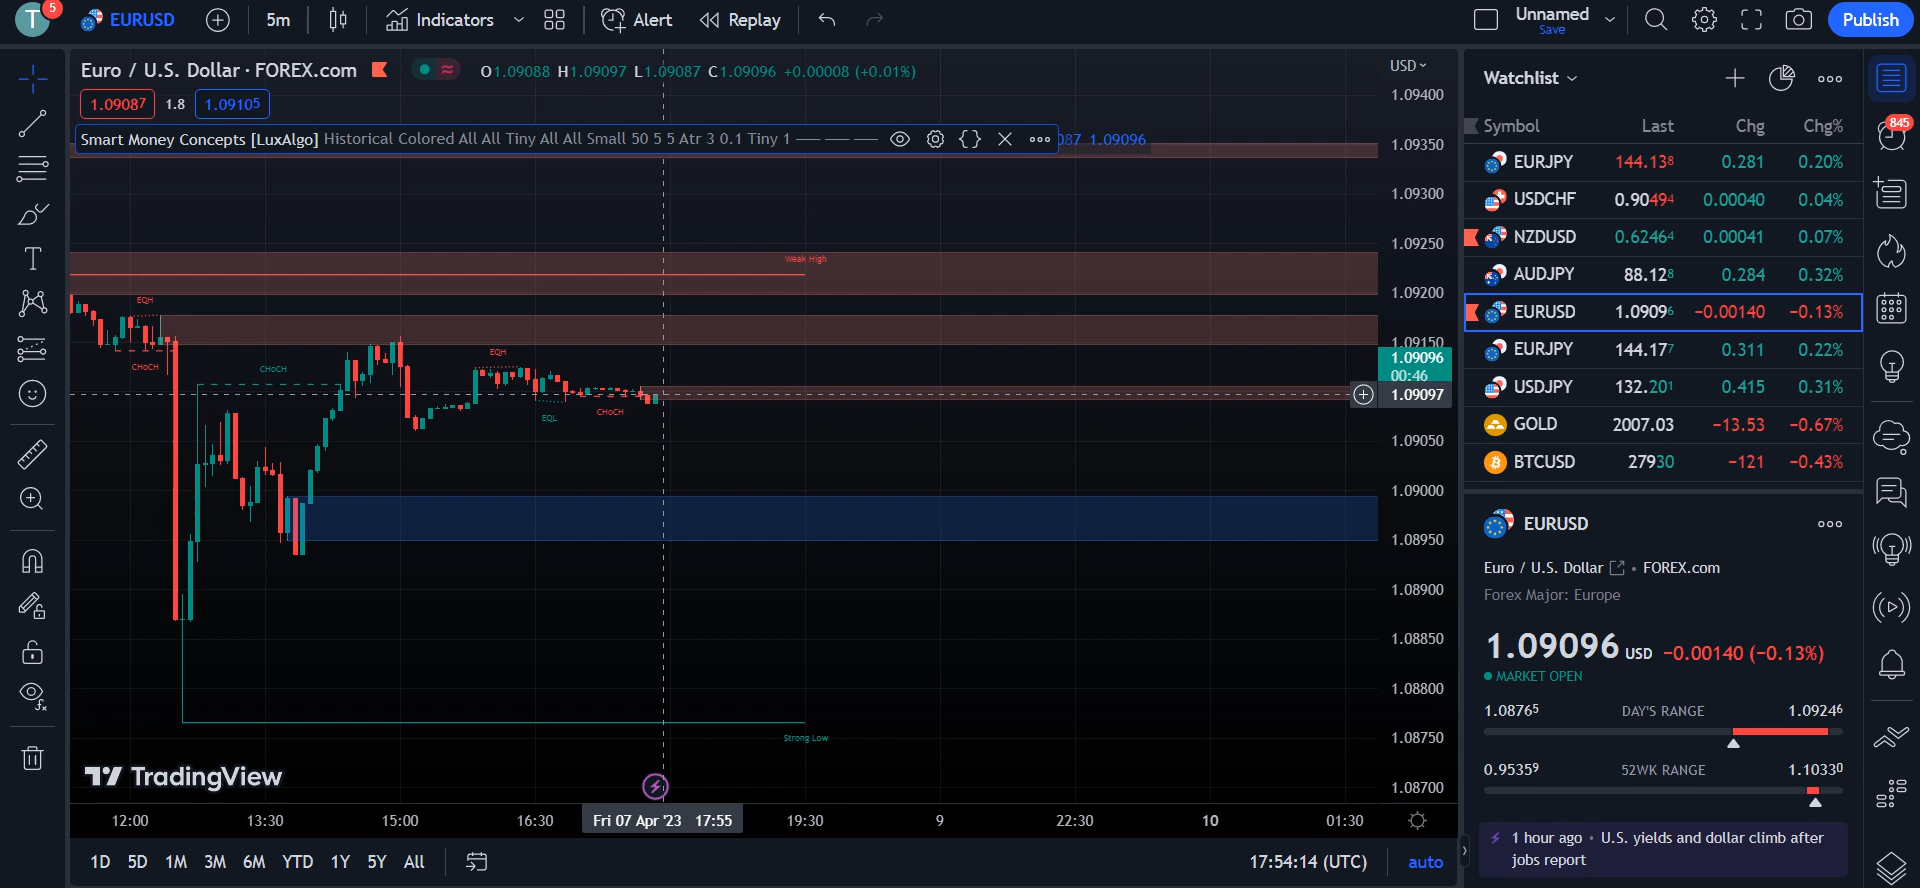 T 5 EURUSD 5m Indicators Alert Replay Unnamed Save Publish
Euro / U.S. Dollar · FOREX.com O1.09088 H1.09097 L1.09087 C1.09096 +0.00008 (+0.01%) USD
1.09087 1.8 1.09105
Smart Money Concepts [LuxAlgo] Historical Colored All All Tiny All All Small 50 5 5 Atr 3 0.1 Tiny 1 087 1.09096
1.09400
1.09350
1.09300
1.09250
1.09200
1.09150
1.09096
00:46
1.09097
1.09050
1.09000
1.08950
1.08900
1.08850
1.08800
1.08750
1.08700
Weak High
EQH
CHoCH
CHoCH
EQH
EQL
CHoCH
Strong Low
TradingView
12:00 13:30 15:00 16:30 Fri 07 Apr '23 17:55 19:30 9 22:30 10 01:30
1D 5D 1M 3M 6M YTD 1Y 5Y All 17:54:14 (UTC) auto
Watchlist
Symbol Last Chg Chg%
EURJPY 144.138 0.281 0.20%
USDCHF 0.90494 0.00040 0.04%
NZDUSD 0.62464 0.00041 0.07%
AUDJPY 88.128 0.284 0.32%
EURUSD 1.09096 −0.00140 −0.13%
EURJPY 144.177 0.311 0.22%
USDJPY 132.201 0.415 0.31%
GOLD 2007.03 −13.53 −0.67%
BTCUSD 27930 −121 −0.43%
EURUSD
Euro / U.S. Dollar • FOREX.com
Forex Major: Europe
1.09096 USD −0.00140 (−0.13%)
MARKET OPEN
1.08765 DAY'S RANGE 1.09246
0.95359 52WK RANGE 1.10330
1 hour ago · U.S. yields and dollar climb after
jobs report
845